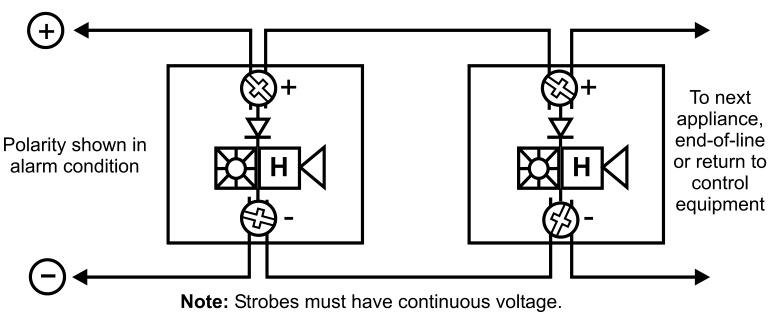 +
+
+
Polarity shown in
alarm condition
H
H
To next
appliance,
end-of-line
or return to
control
equipment
-
-
−
Note: Strobes must have continuous voltage.